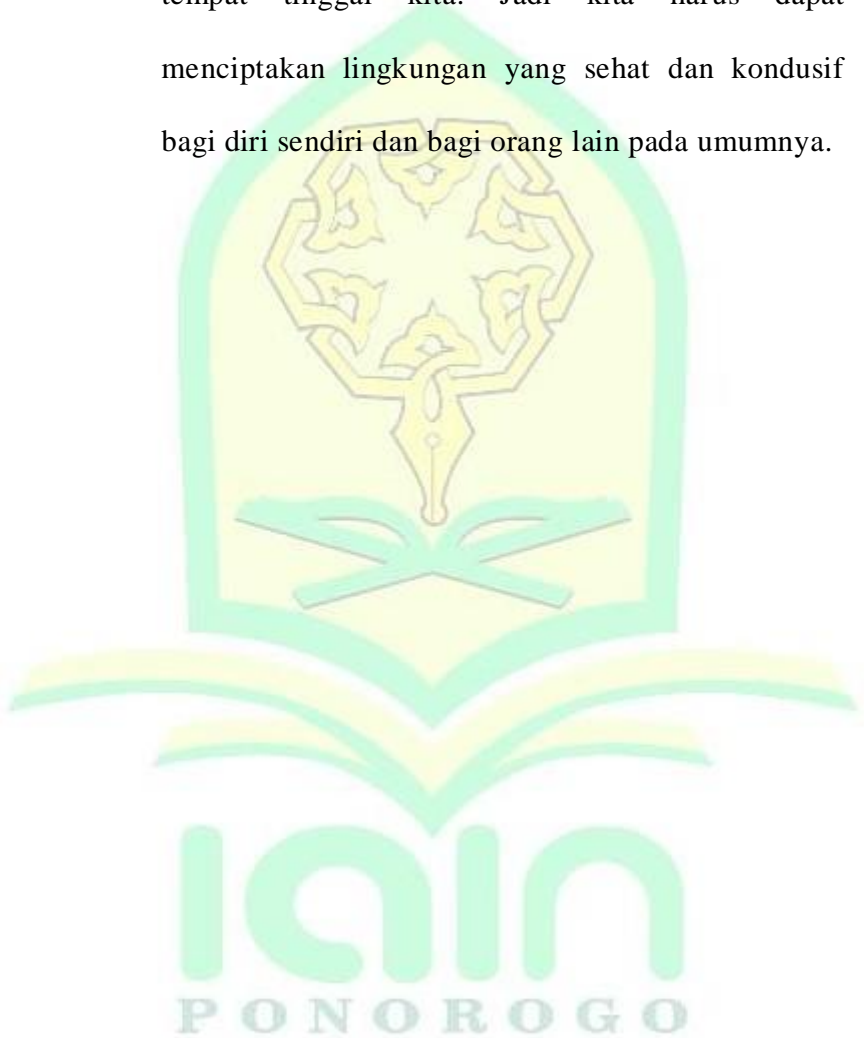 tempat tinggal kita. Jadi kita harus dapat
menciptakan lingkungan yang sehat dan kondusif
bagi diri sendiri dan bagi orang lain pada umumnya.
iain
PONOROGO